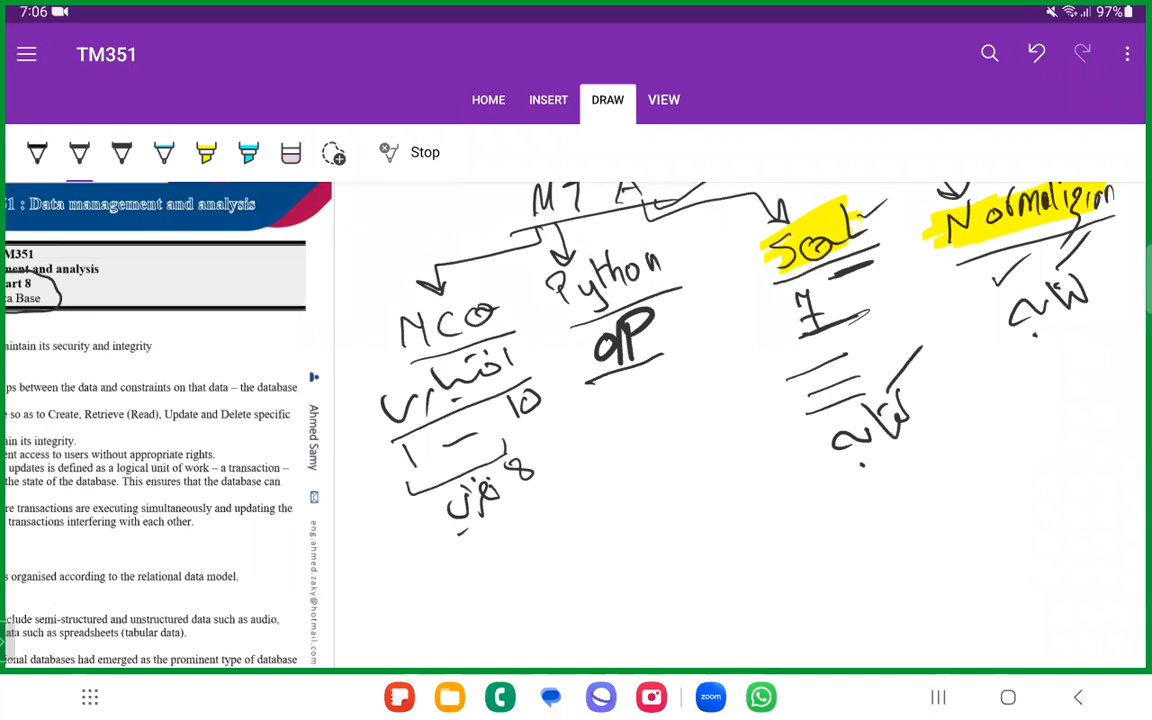 7:06
97%
TM351
HOME INSERT DRAW VIEW
Stop
51 : Data management and analysis
M351
ment and analysis
art 8
ta Base
aintain its security and integrity
ps between the data and constraints on that data – the database
e so as to Create, Retrieve (Read), Update and Delete specific
ain its integrity.
ent access to users without appropriate rights.
updates is defined as a logical unit of work – a transaction –
the state of the database. This ensures that the database can
re transactions are executing simultaneously and updating the
transactions interfering with each other.
s organised according to the relational data model.
nclude semi-structured and unstructured data such as audio,
ata such as spreadsheets (tabular data).
ional databases had emerged as the prominent type of database
Ahmed Samy
eng.ahmed.zaky@hotmail.com
MTA
MCQ
10
8
Python
zoom